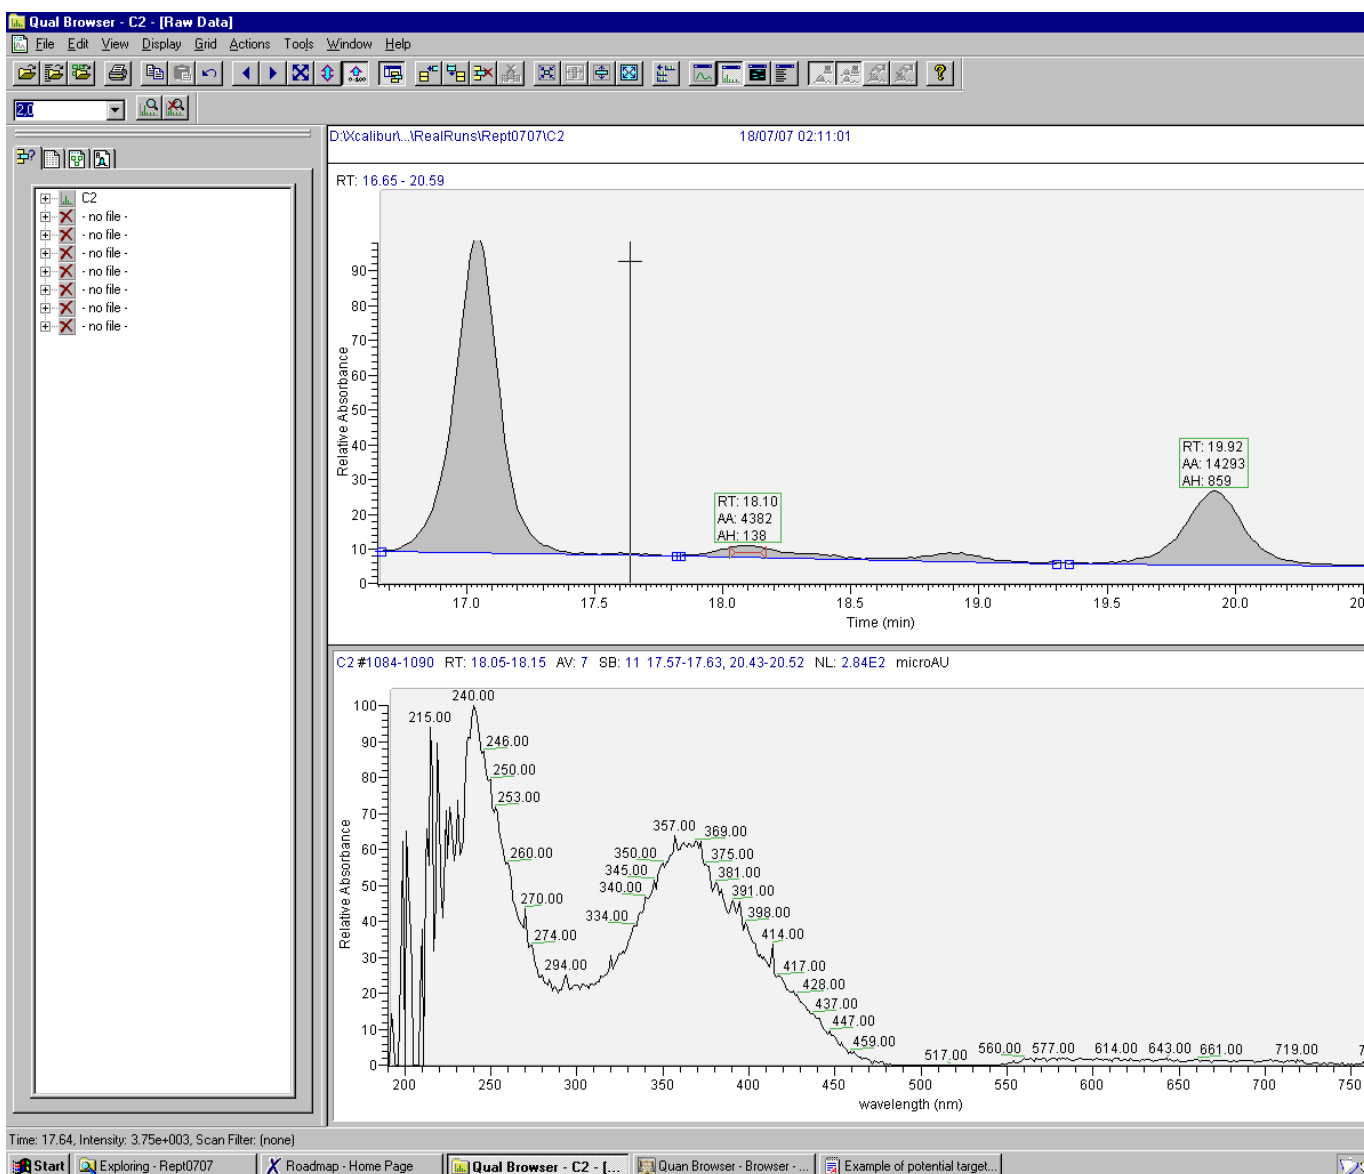 Qual Browser - C2 - [Raw Data]
File Edit View Display Grid Actions Tools Window Help
2,0
D:\Xcalibur\...\RealRuns\Rept0707\C2 18/07/07 02:11:01
C2
- no file -
- no file -
- no file -
- no file -
- no file -
- no file -
- no file -
RT: 16.65 - 20.59
RT: 19.92
AA: 14293
AH: 859
RT: 18.10
AA: 4382
AH: 138
90
80
70
60
50
40
30
20
10
0
Relative Absorbance
17.0 17.5 18.0 18.5 19.0 19.5 20.0 20
Time (min)
C2 #1084-1090 RT: 18.05-18.15 AV: 7 SB: 11 17.57-17.63, 20.43-20.52 NL: 2.84E2 microAU
240.00
215.00
246.00
250.00
253.00
357.00 369.00
260.00 350.00 375.00
345.00 381.00
270.00 340.00 391.00
334.00 398.00
274.00 414.00
294.00 417.00
428.00
437.00
447.00
459.00
517.00 560.00 577.00 614.00 643.00 661.00 719.00 7
100
90
80
70
60
50
40
30
20
10
0
Relative Absorbance
200 250 300 350 400 450 500 550 600 650 700 750
wavelength (nm)
Time: 17.64, Intensity: 3.75e+003, Scan Filter: (none)
Start Exploring - Rept0707 Roadmap - Home Page Qual Browser - C2 - [... Quan Browser - Browser - ... Example of potential target...